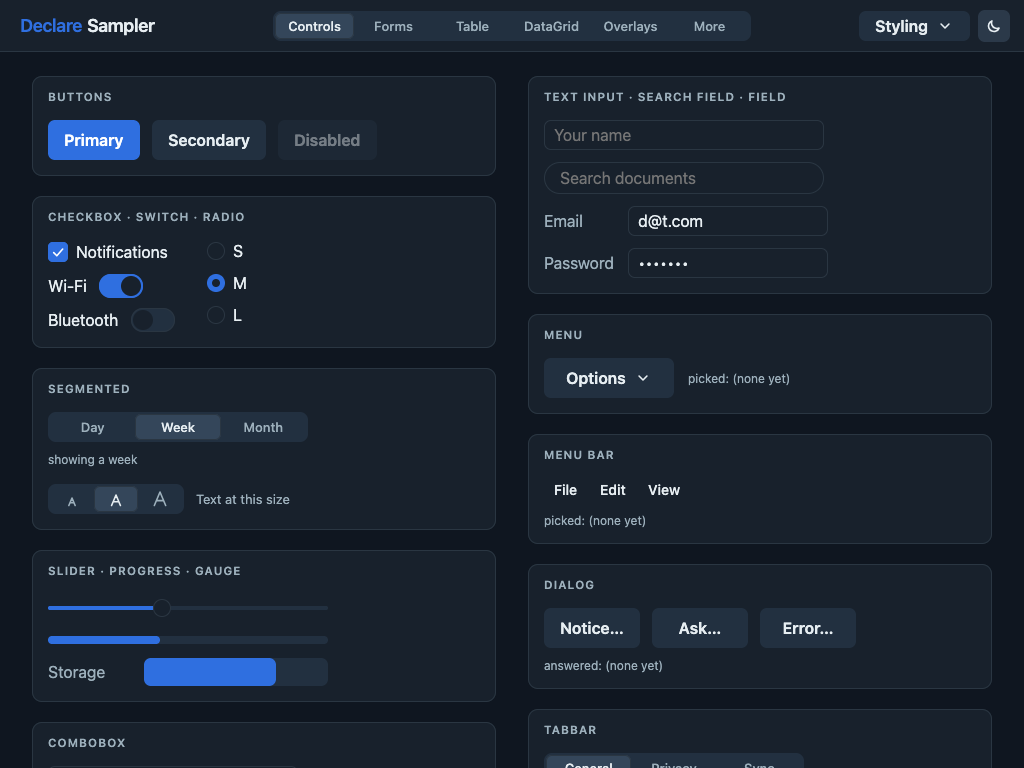 Declare Sampler
Controls
Forms
Table
DataGrid
Overlays
More
Styling
BUTTONS
Primary
Secondary
Disabled
CHECKBOX · SWITCH · RADIO
Notifications
Wi-Fi
Bluetooth
S
M
L
SEGMENTED
Day
Week
Month
showing a week
A
A
A
Text at this size
SLIDER · PROGRESS · GAUGE
Storage
COMBOBOX
TEXT INPUT · SEARCH FIELD · FIELD
Your name
Search documents
Email
d@t.com
Password
•••••••
MENU
Options
picked: (none yet)
MENU BAR
File
Edit
View
picked: (none yet)
DIALOG
Notice...
Ask...
Error...
answered: (none yet)
TABBAR
General
Privacy
Sync